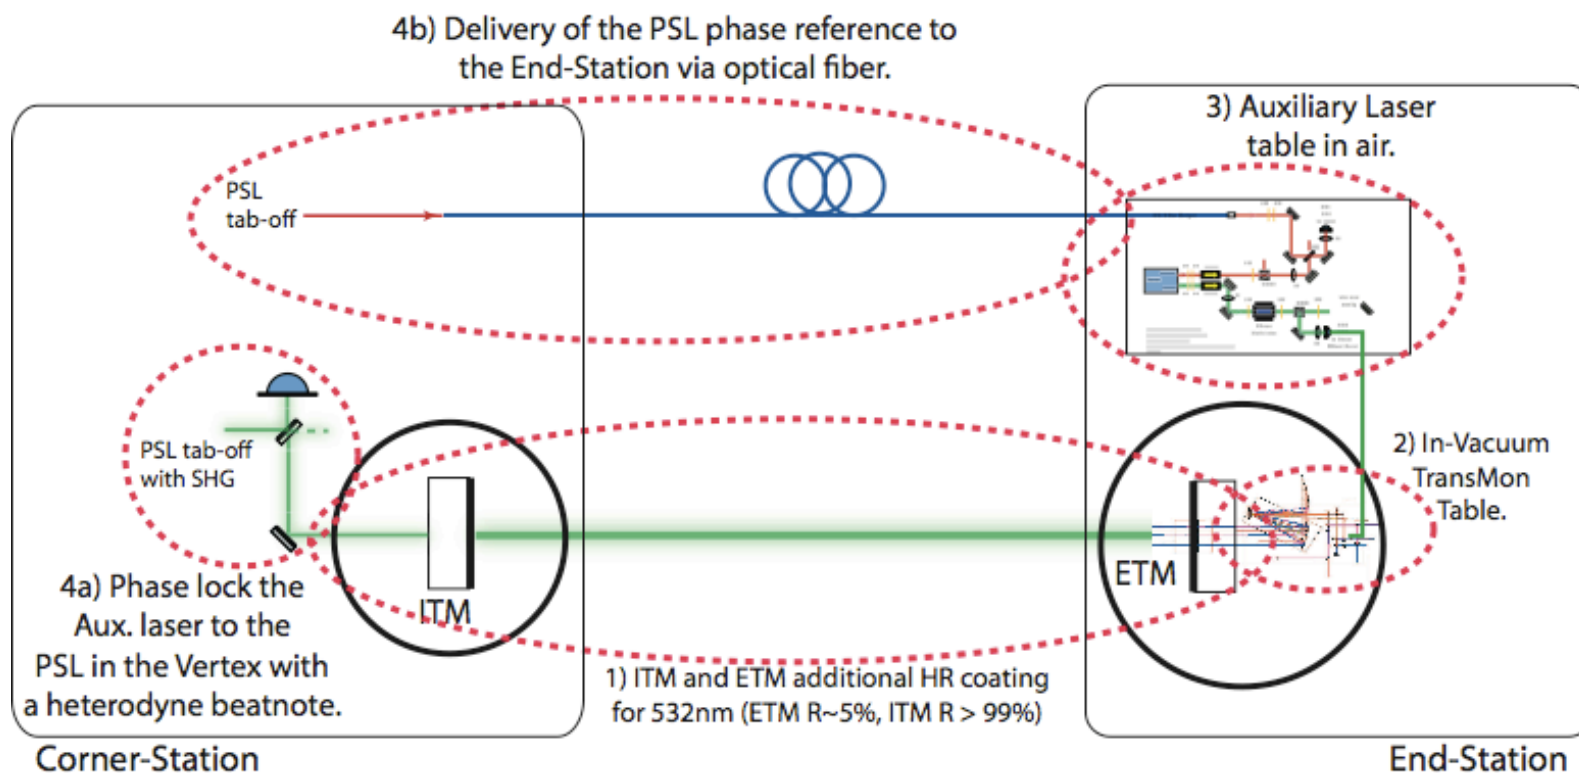 4b) Delivery of the PSL phase reference to
the End-Station via optical fiber.
3) Auxiliary Laser
table in air.
PSL
tab-off
PSL tab-off
with SHG
2) In-Vacuum
TransMon
Table.
ITM
ETM
4a) Phase lock the
Aux. laser to the
PSL in the Vertex with
a heterodyne beatnote.
1) ITM and ETM additional HR coating
for 532nm (ETM R~5%, ITM R > 99%)
Corner-Station
End-Station